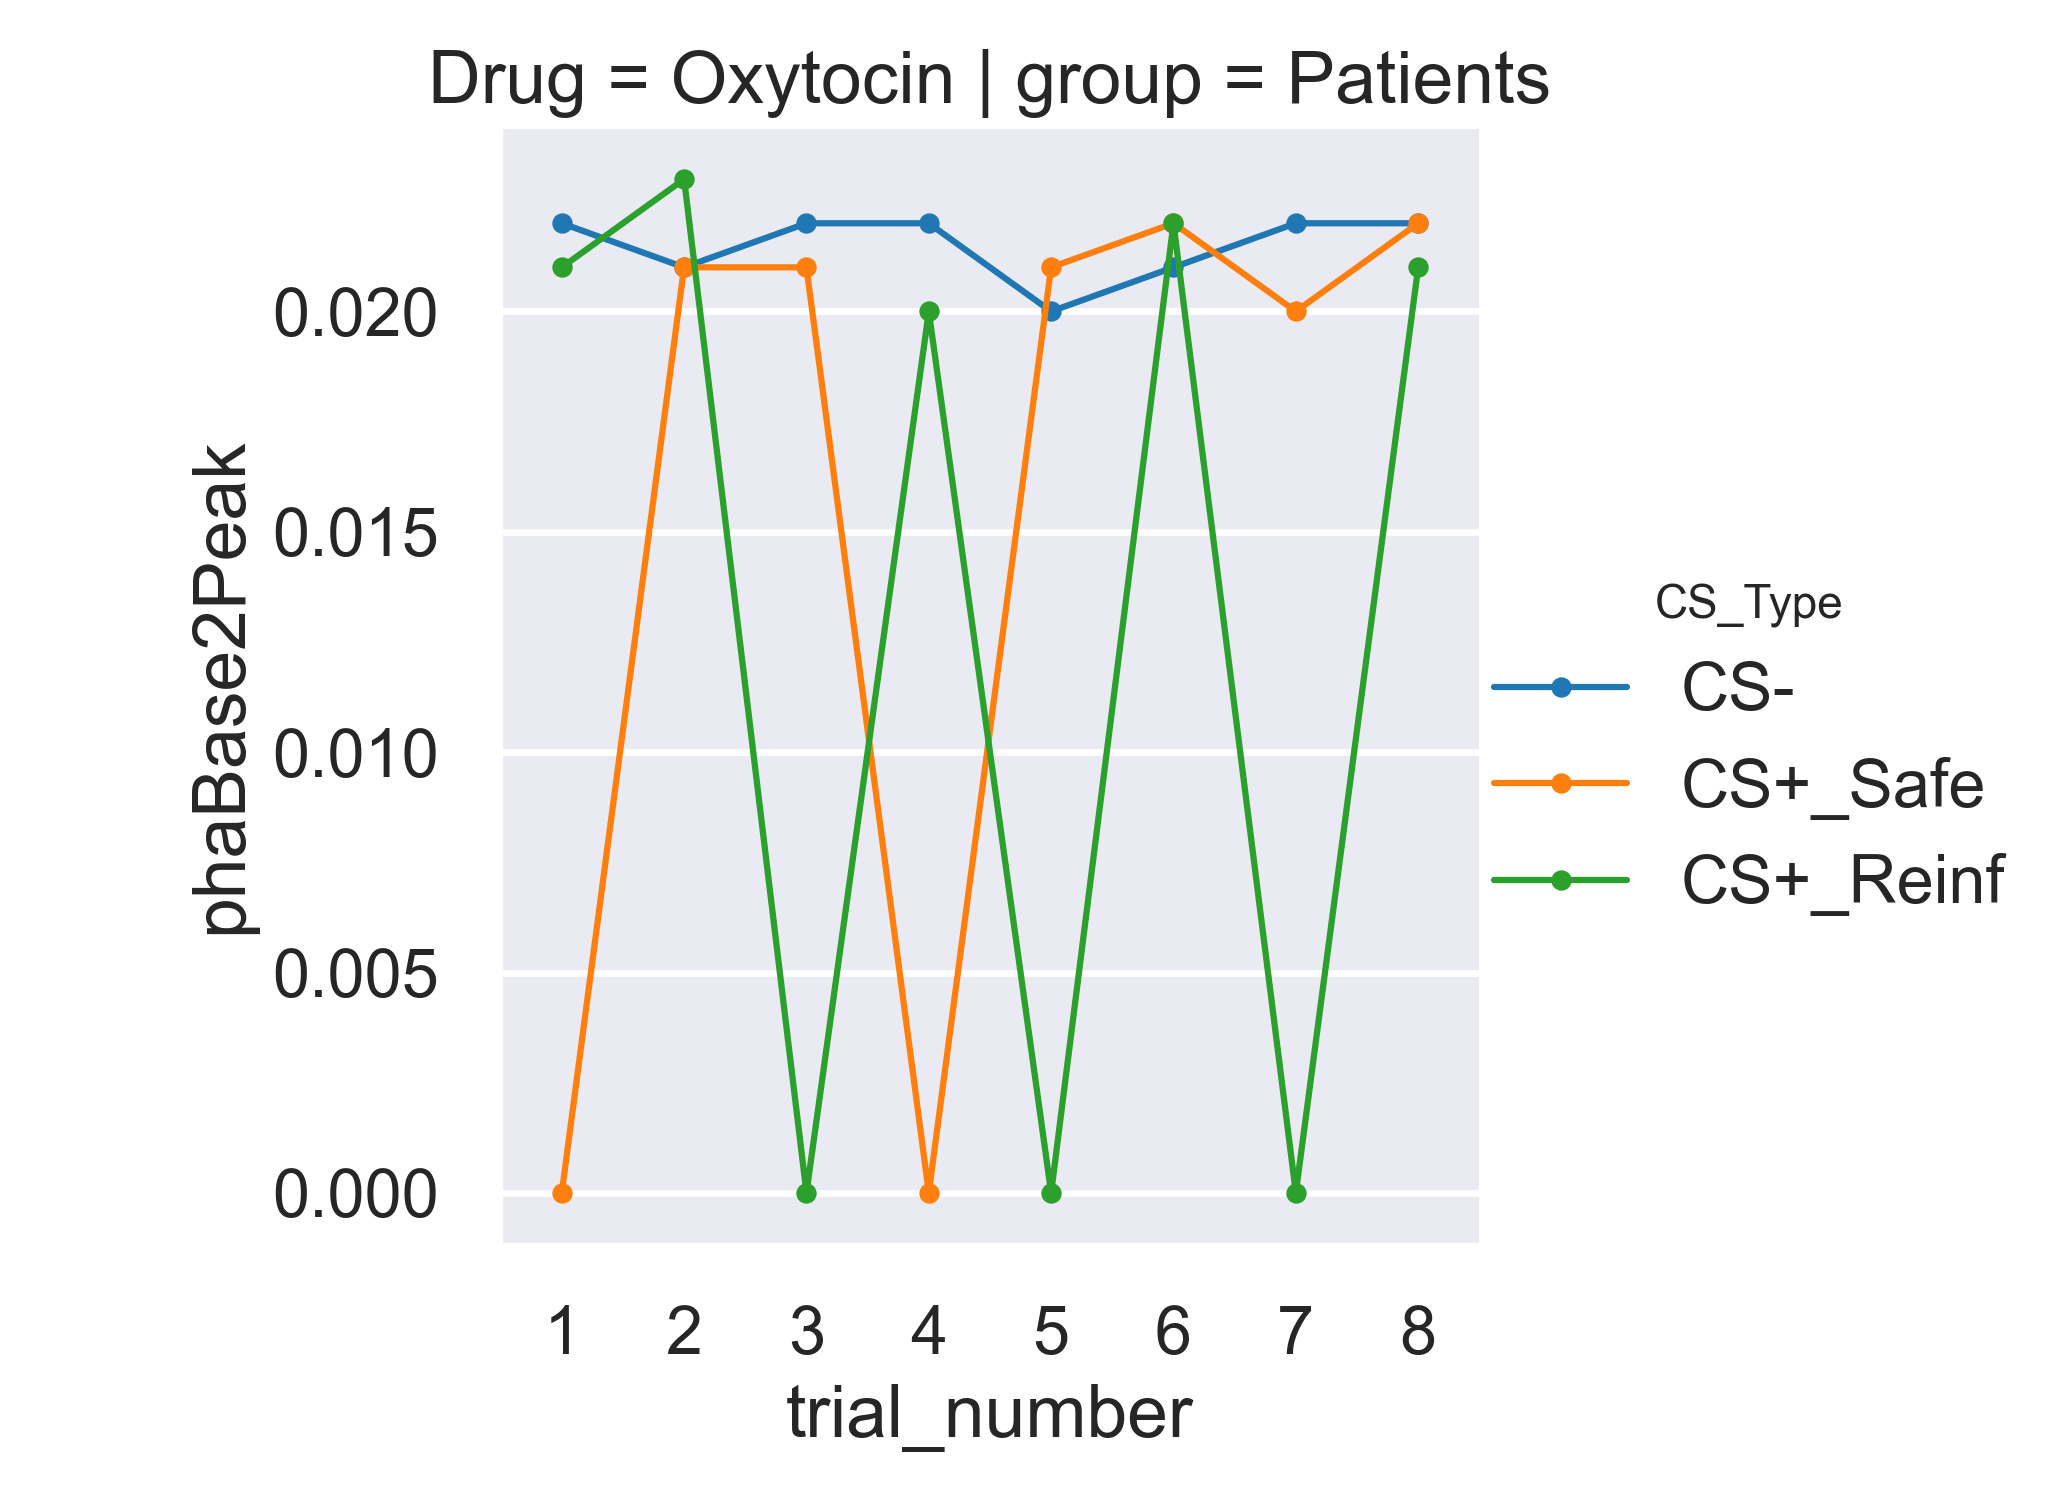 Drug = Oxytocin | group = Patients
phaBase2Peak
0.020
0.015
0.010
0.005
0.000
1 2 3 4 5 6 7 8
trial_number
CS_Type
CS-
CS+_Safe
CS+_Reinf